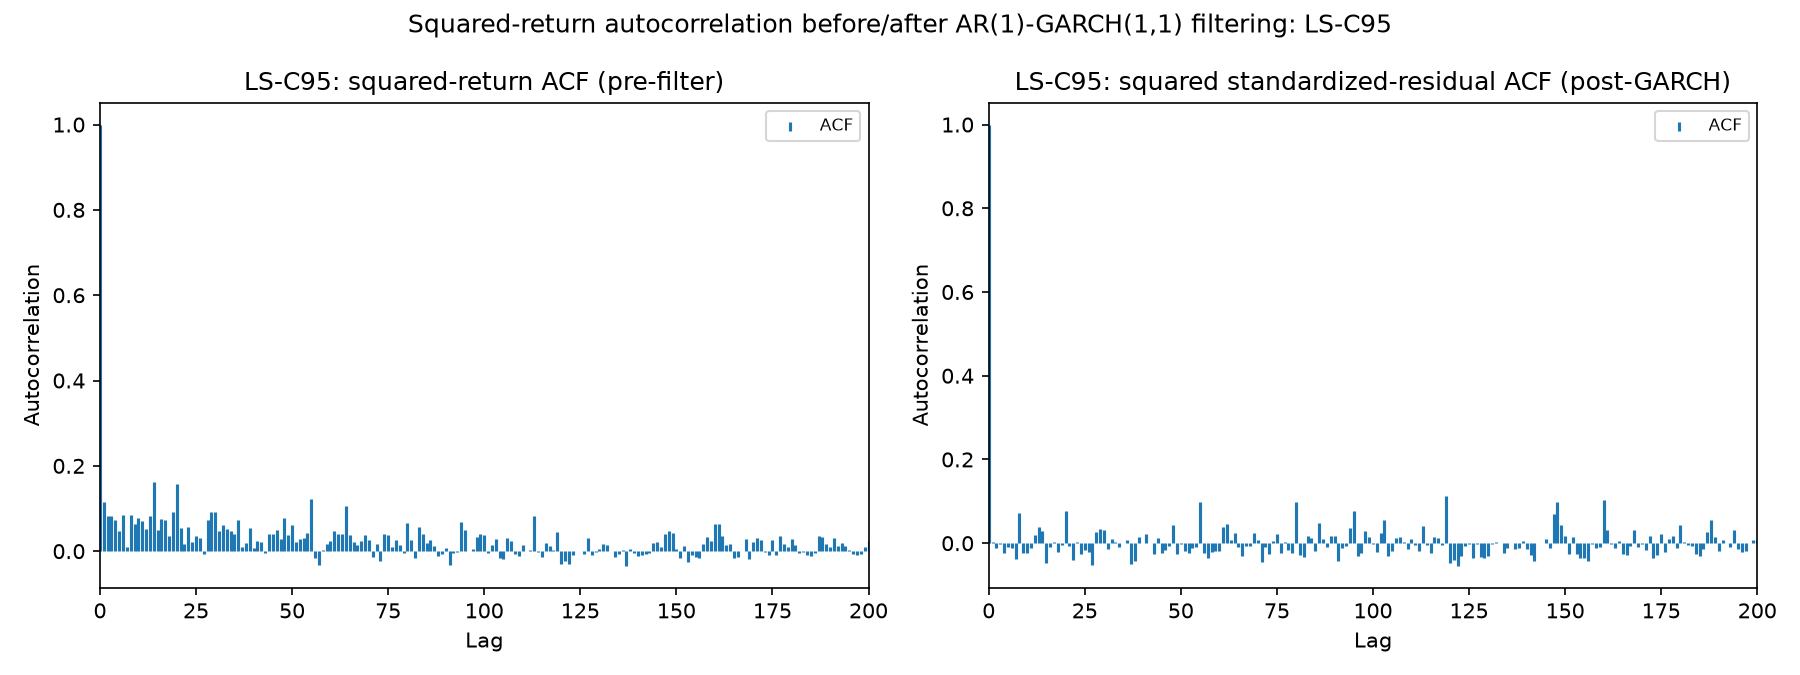 Squared-return autocorrelation before/after AR(1)-GARCH(1,1) filtering: LS-C95
LS-C95: squared-return ACF (pre-filter)
ACF
1.0
0.8
0.6
0.4
0.2
0.0
Autocorrelation
0 25 50 75 100 125 150 175 200
Lag
LS-C95: squared standardized-residual ACF (post-GARCH)
ACF
1.0
0.8
0.6
0.4
0.2
0.0
Autocorrelation
0 25 50 75 100 125 150 175 200
Lag